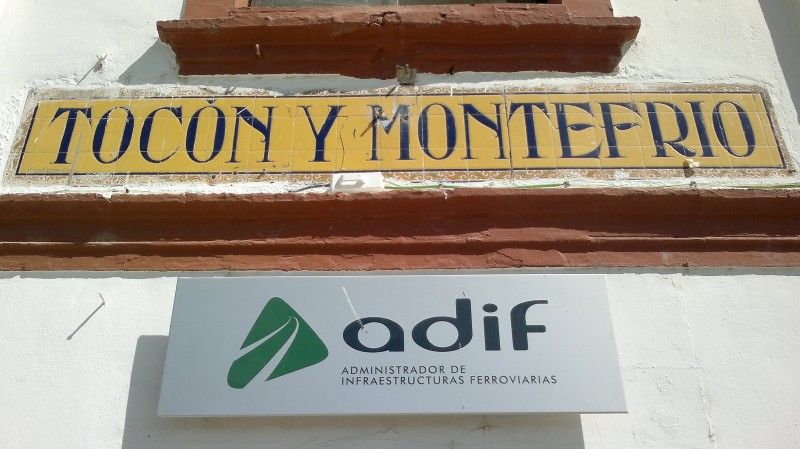 TOCÓN Y MONTEFRIO
adif
ADMINISTRADOR DE
INFRAESTRUCTURAS FERROVIARIAS